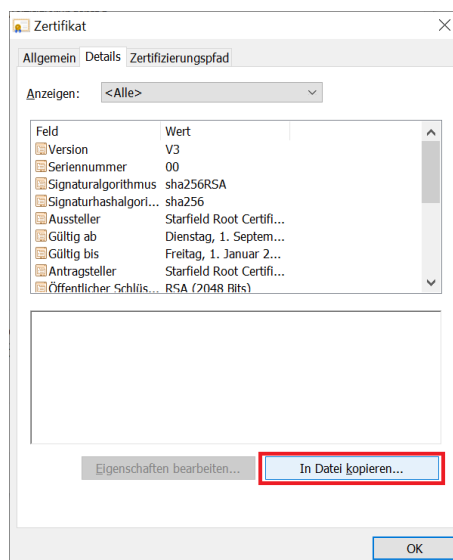 Zertifikat
Allgemein Details Zertifizierungspfad
Anzeigen: <Alle>
Feld Wert
Version V3
Seriennummer 00
Signaturalgorithmus sha256RSA
Signaturhashalgori... sha256
Aussteller Starfield Root Certifi...
Gültig ab Dienstag, 1. Septem...
Gültig bis Freitag, 1. Januar 2...
Antragsteller Starfield Root Certifi...
Öffentlicher Schlüs... RSA (2048 Bits)
Eigenschaften bearbeiten... In Datei kopieren...
OK